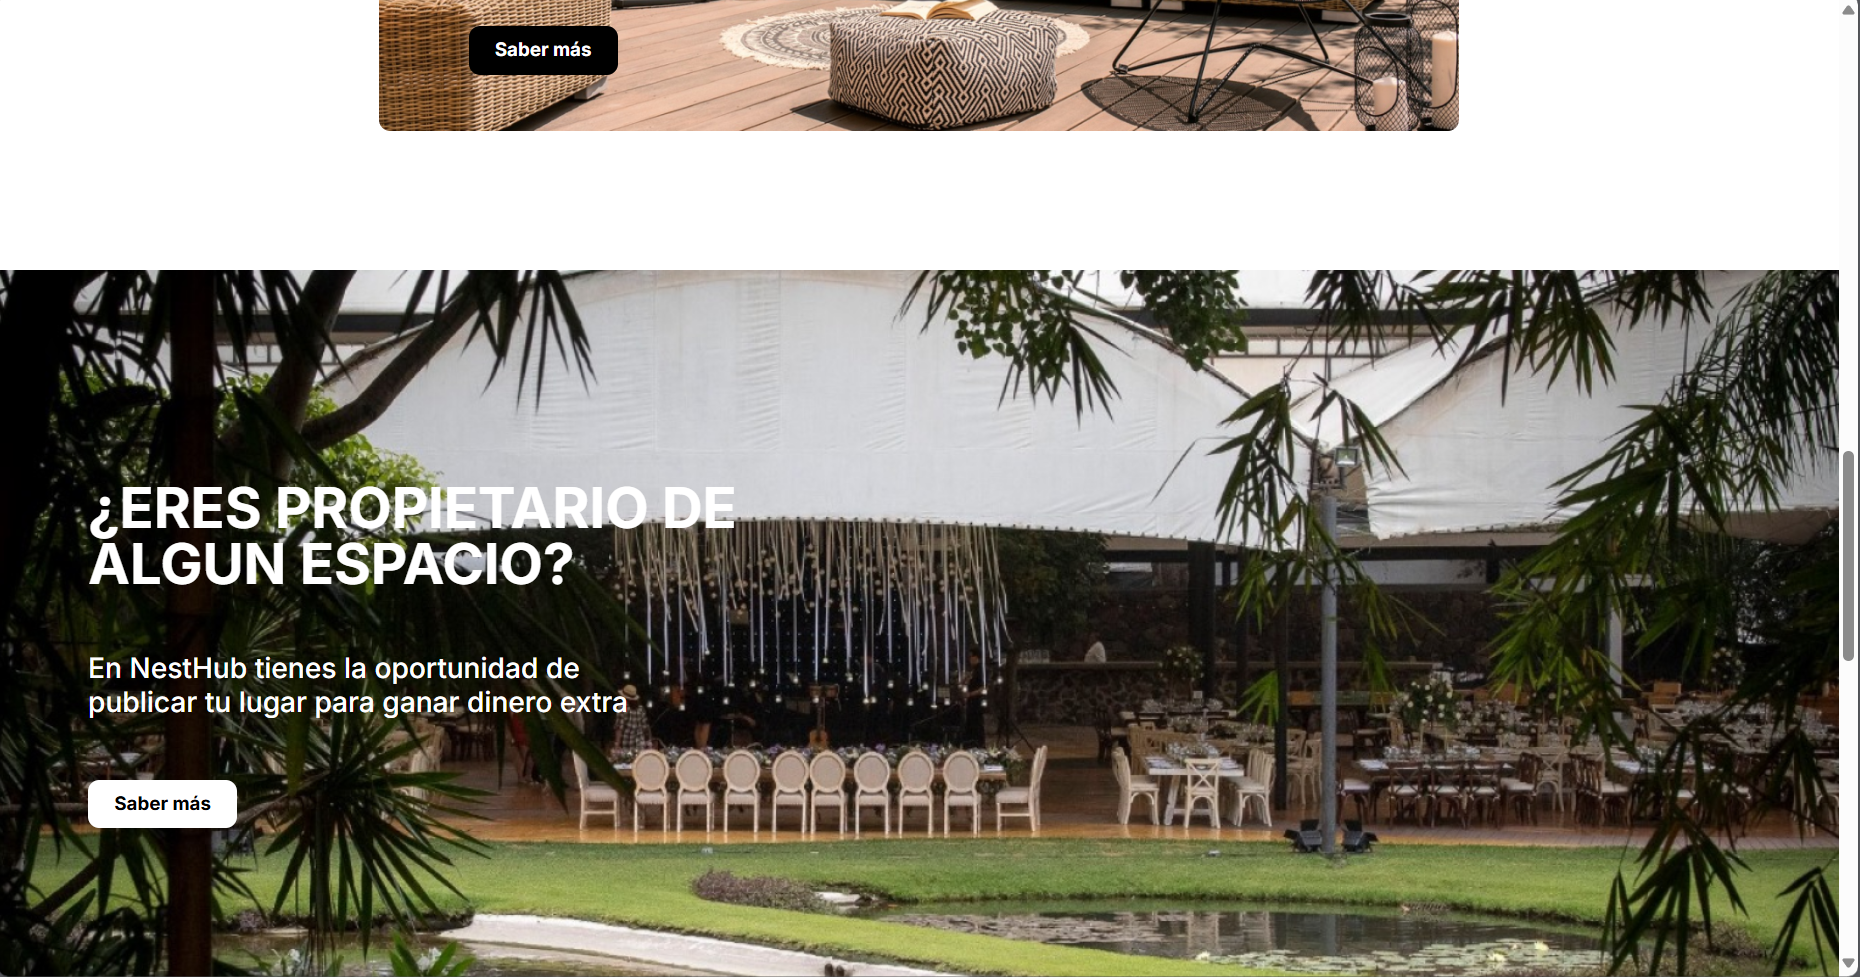 Saber más
¿ERES PROPIETARIO DE
ALGUN ESPACIO?
En NestHub tienes la oportunidad de
publicar tu lugar para ganar dinero extra
Saber más